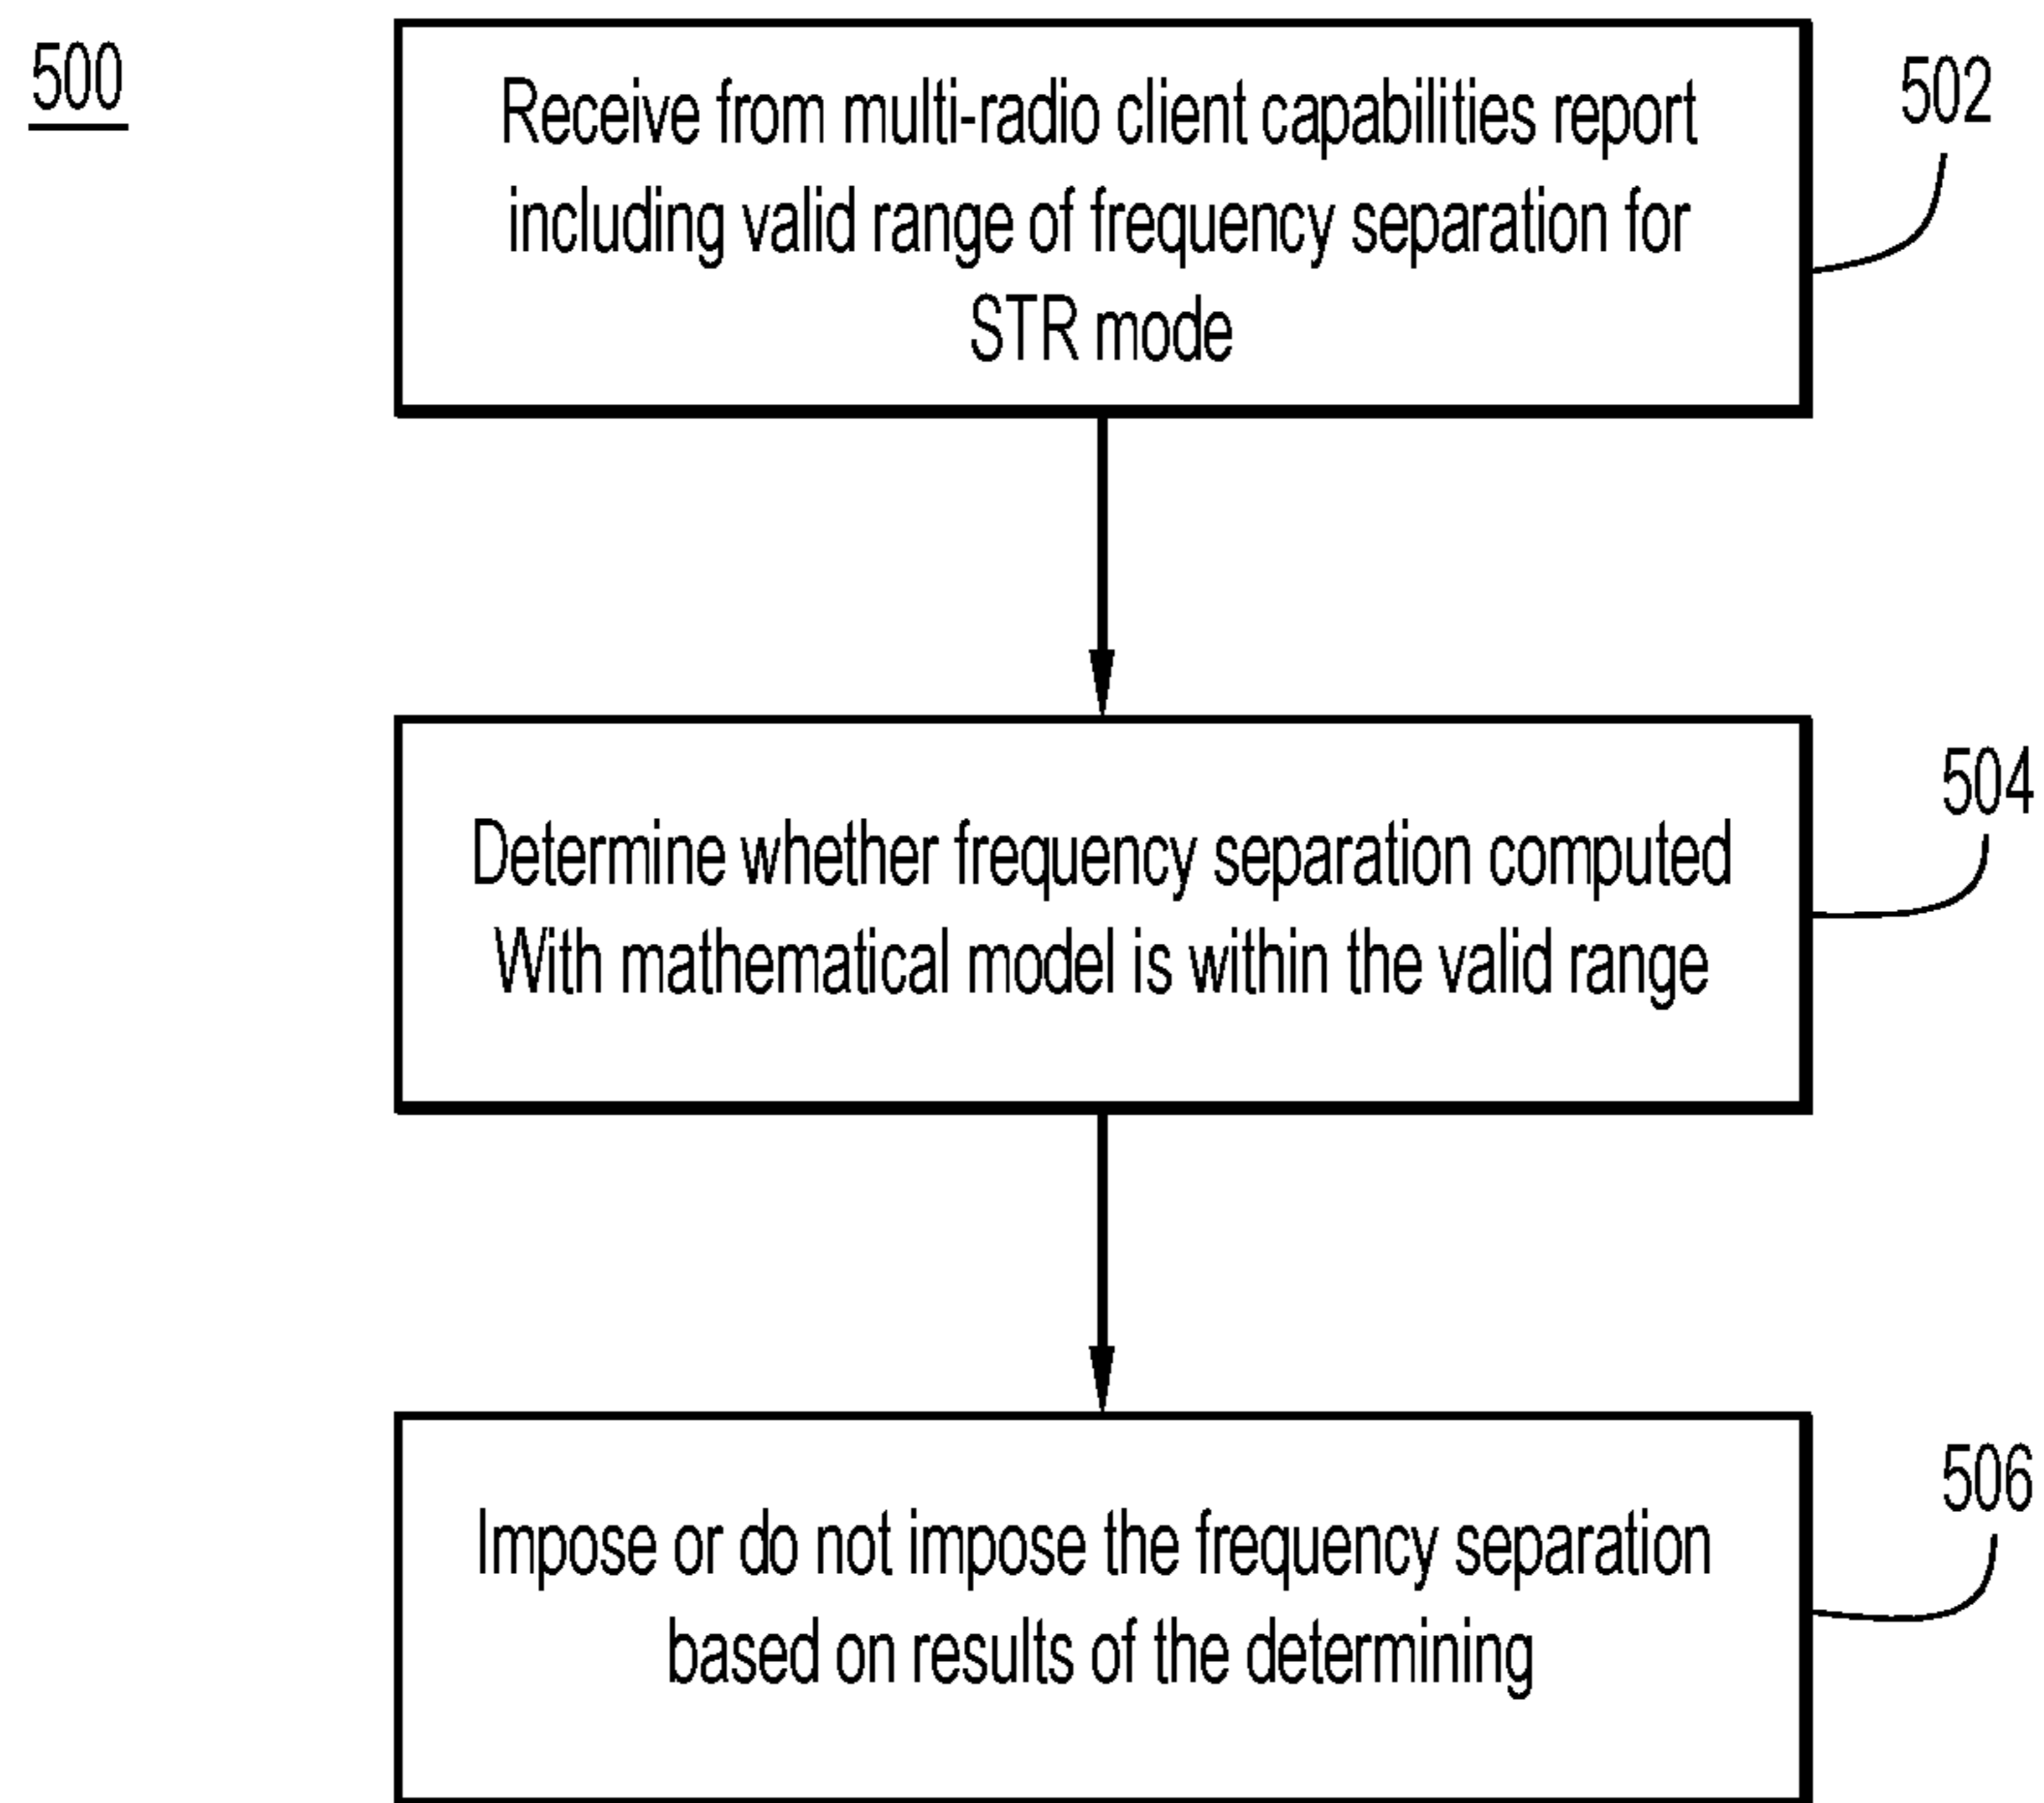 500
Receive from multi-radio client capabilities report
including valid range of frequency separation for
STR mode
502
Determine whether frequency separation computed
With mathematical model is within the valid range
504
Impose or do not impose the frequency separation
based on results of the determining
506